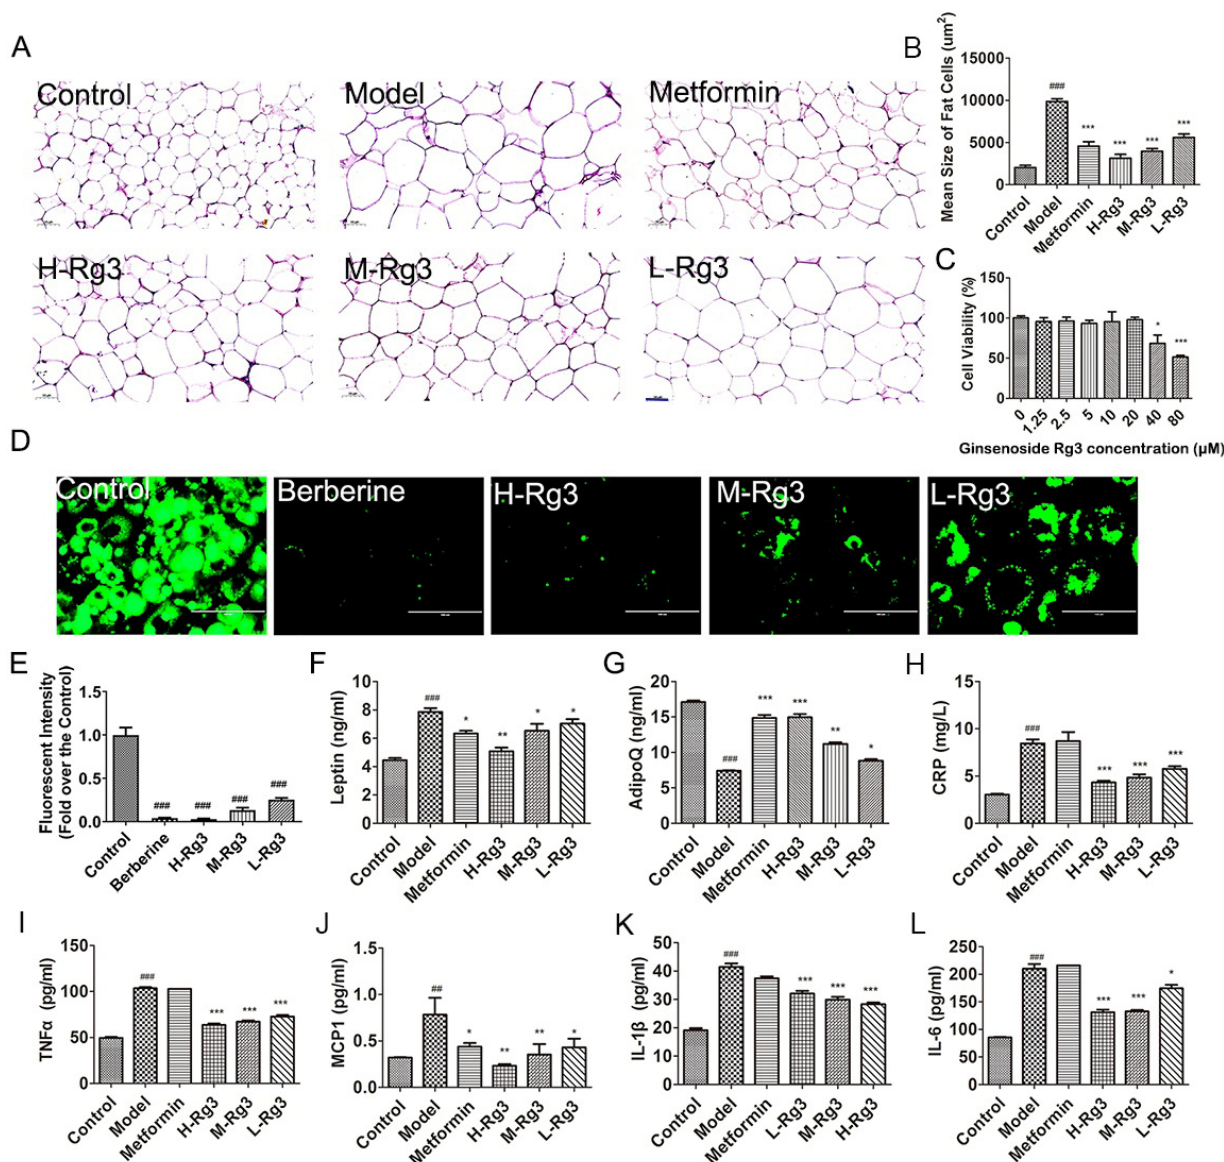 A
Control
Model
Metformin
H-Rg3
M-Rg3
L-Rg3
B
Mean Size of Fat Cells (um²)
15000
10000
5000
0
###
***
***
***
***
Control
Model
Metformin
H-Rg3
M-Rg3
L-Rg3
C
Cell Viability (%)
150
100
50
0
*
***
0
1.25
2.5
5
10
20
40
80
Ginsenoside Rg3 concentration (µM)
D
Control
Berberine
H-Rg3
M-Rg3
L-Rg3
E
Fluorescent Intensity
(Fold over the Control)
1.5
1.0
0.5
0.0
###
###
###
###
Control
Berberine
H-Rg3
M-Rg3
L-Rg3
F
Leptin (ng/ml)
10
8
6
4
2
0
###
*
**
*
*
Control
Model
Metformin
H-Rg3
M-Rg3
L-Rg3
G
AdipoQ (ng/ml)
20
15
10
5
0
###
***
***
**
*
Control
Model
Metformin
H-Rg3
M-Rg3
L-Rg3
H
CRP (mg/L)
15
10
5
0
###
***
***
***
Control
Model
Metformin
H-Rg3
M-Rg3
L-Rg3
I
TNFα (pg/ml)
150
100
50
0
###
***
***
***
Control
Model
Metformin
H-Rg3
M-Rg3
L-Rg3
J
MCP1 (pg/ml)
1.5
1.0
0.5
0.0
##
*
**
**
*
Control
Model
Metformin
H-Rg3
M-Rg3
L-Rg3
K
IL-1β (pg/ml)
50
40
30
20
10
0
###
***
***
***
Control
Model
Metformin
L-Rg3
M-Rg3
H-Rg3
L
IL-6 (pg/ml)
250
200
150
100
50
0
###
***
***
*
Control
Model
Metformin
H-Rg3
M-Rg3
L-Rg3